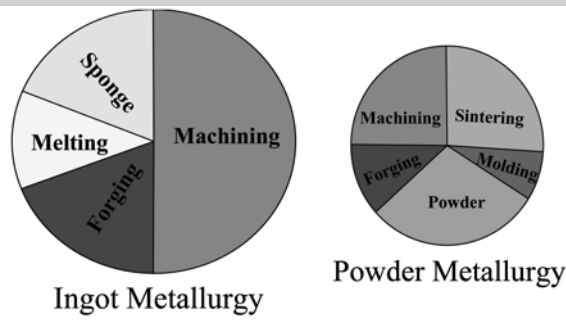 Sponge
Machining
Melting
Forging
Ingot Metallurgy
Machining
Sintering
Forging
Molding
Powder
Powder Metallurgy